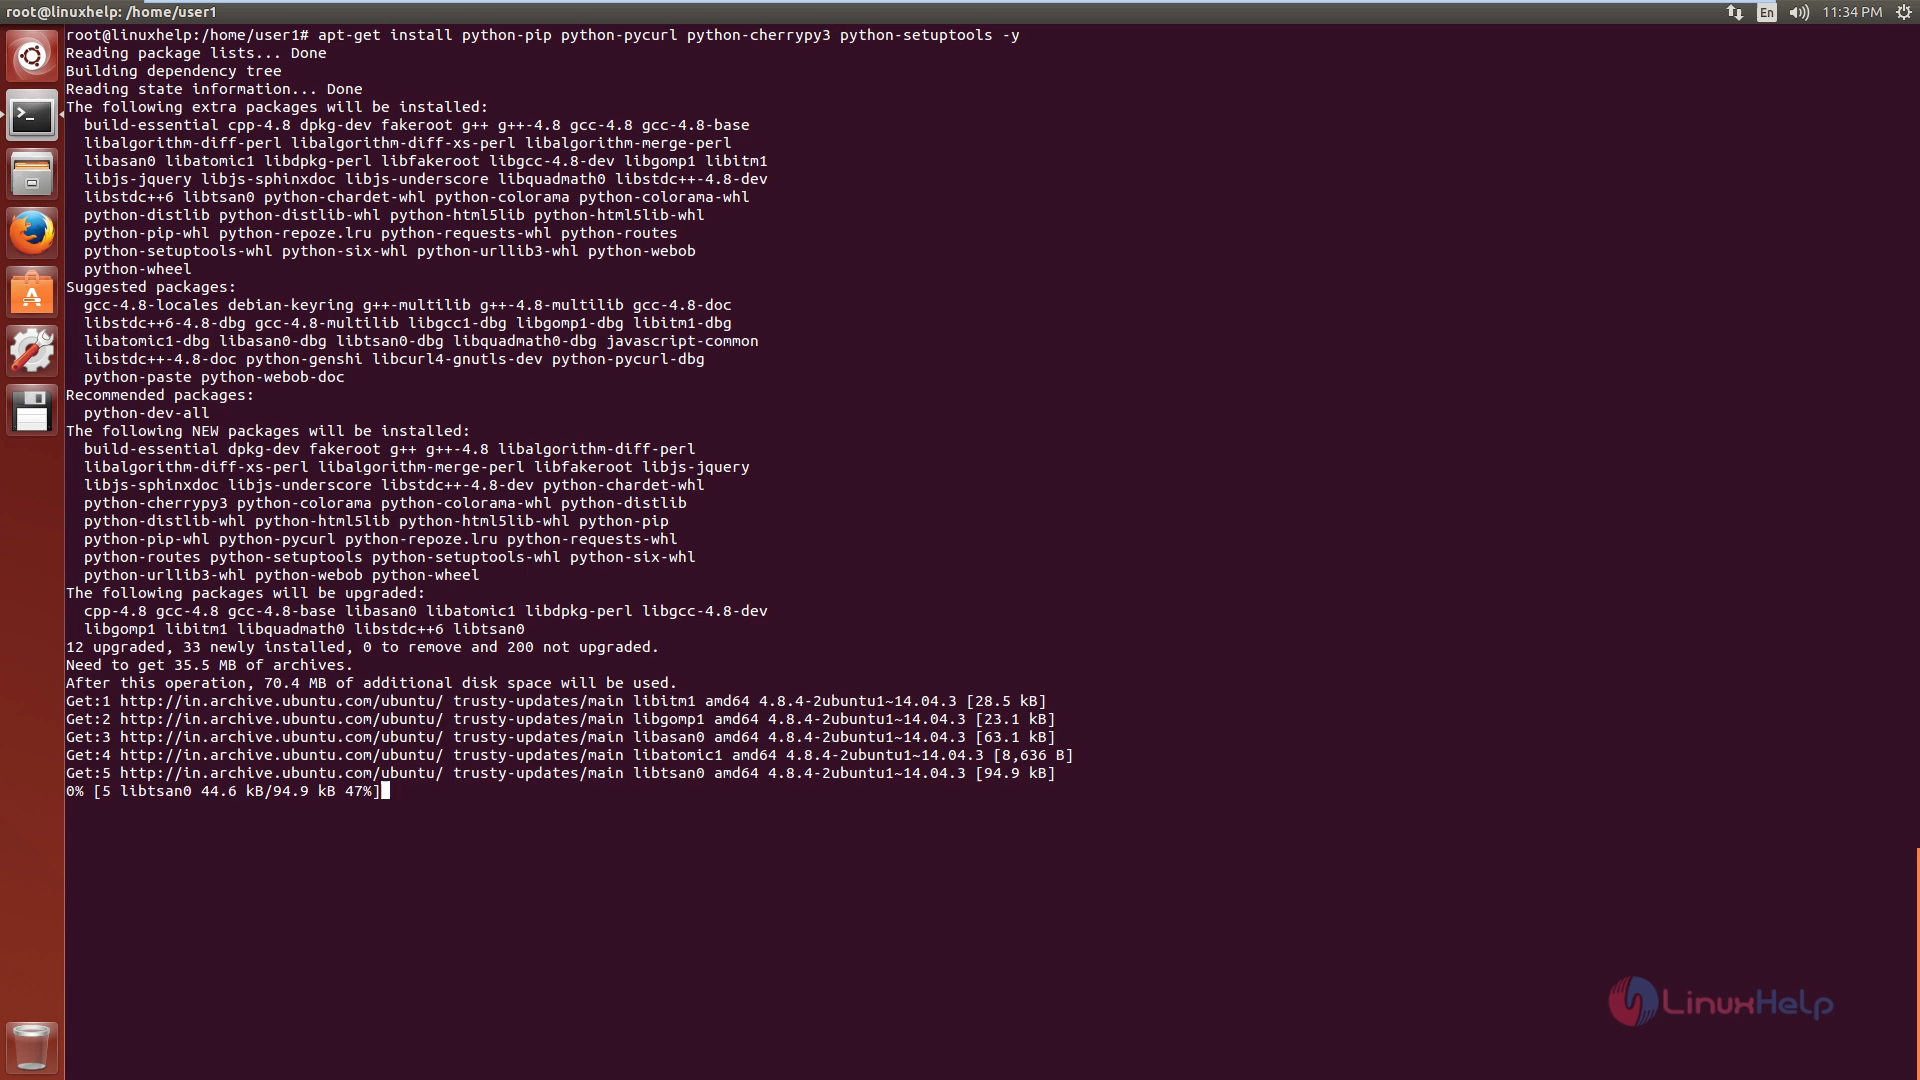 root@linuxhelp: /home/user1
En
11:34 PM
root@linuxhelp:/home/user1# apt-get install python-pip python-pycurl python-cherrypy3 python-setuptools -y
Reading package lists... Done
Building dependency tree
Reading state information... Done
The following extra packages will be installed:
build-essential cpp-4.8 dpkg-dev fakeroot g++ g++-4.8 gcc-4.8 gcc-4.8-base
libalgorithm-diff-perl libalgorithm-diff-xs-perl libalgorithm-merge-perl
libasan0 libatomic1 libdpkg-perl libfakeroot libgcc-4.8-dev libgomp1 libitm1
libjs-jquery libjs-sphinxdoc libjs-underscore libquadmath0 libstdc++-4.8-dev
libstdc++6 libtsan0 python-chardet-whl python-colorama python-colorama-whl
python-distlib python-distlib-whl python-html5lib python-html5lib-whl
python-pip-whl python-repoze.lru python-requests-whl python-routes
python-setuptools-whl python-six-whl python-urllib3-whl python-webob
python-wheel
Suggested packages:
gcc-4.8-locales debian-keyring g++-multilib g++-4.8-multilib gcc-4.8-doc
libstdc++6-4.8-dbg gcc-4.8-multilib libgcc1-dbg libgomp1-dbg libitm1-dbg
libatomic1-dbg libasan0-dbg libtsan0-dbg libquadmath0-dbg javascript-common
libstdc++-4.8-doc python-genshi libcurl4-gnutls-dev python-pycurl-dbg
python-paste python-webob-doc
Recommended packages:
python-dev-all
The following NEW packages will be installed:
build-essential dpkg-dev fakeroot g++ g++-4.8 libalgorithm-diff-perl
libalgorithm-diff-xs-perl libalgorithm-merge-perl libfakeroot libjs-jquery
libjs-sphinxdoc libjs-underscore libstdc++-4.8-dev python-chardet-whl
python-cherrypy3 python-colorama python-colorama-whl python-distlib
python-distlib-whl python-html5lib python-html5lib-whl python-pip
python-pip-whl python-pycurl python-repoze.lru python-requests-whl
python-routes python-setuptools python-setuptools-whl python-six-whl
python-urllib3-whl python-webob python-wheel
The following packages will be upgraded:
cpp-4.8 gcc-4.8 gcc-4.8-base libasan0 libatomic1 libdpkg-perl libgcc-4.8-dev
libgomp1 libitm1 libquadmath0 libstdc++6 libtsan0
12 upgraded, 33 newly installed, 0 to remove and 200 not upgraded.
Need to get 35.5 MB of archives.
After this operation, 70.4 MB of additional disk space will be used.
Get:1 http://in.archive.ubuntu.com/ubuntu/ trusty-updates/main libitm1 amd64 4.8.4-2ubuntu1~14.04.3 [28.5 kB]
Get:2 http://in.archive.ubuntu.com/ubuntu/ trusty-updates/main libgomp1 amd64 4.8.4-2ubuntu1~14.04.3 [23.1 kB]
Get:3 http://in.archive.ubuntu.com/ubuntu/ trusty-updates/main libasan0 amd64 4.8.4-2ubuntu1~14.04.3 [63.1 kB]
Get:4 http://in.archive.ubuntu.com/ubuntu/ trusty-updates/main libatomic1 amd64 4.8.4-2ubuntu1~14.04.3 [8,636 B]
Get:5 http://in.archive.ubuntu.com/ubuntu/ trusty-updates/main libtsan0 amd64 4.8.4-2ubuntu1~14.04.3 [94.9 kB]
0% [5 libtsan0 44.6 kB/94.9 kB 47%]
LinuxHelp